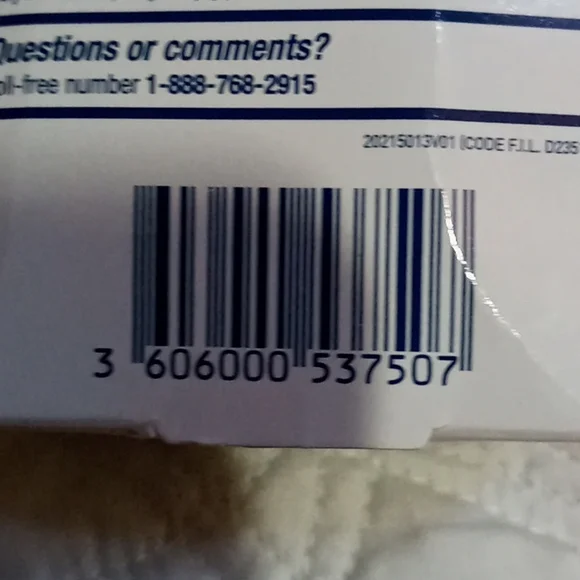 Questions or comments?
oll-free number 1-888-768-2915
20215013V01 (CODE F.I.L. D235
3 606000 537507